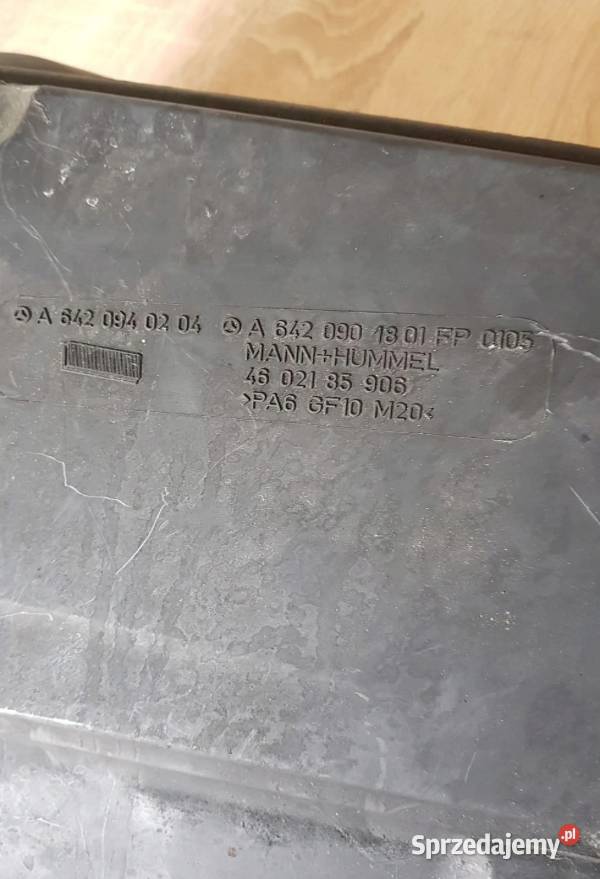 A 642 094 02 04
A 642 090 18 01 FP 0105
MANN+HUMMEL
46 021 85 906
>PA6 GF10 M20<
Sprzedajemy.pl